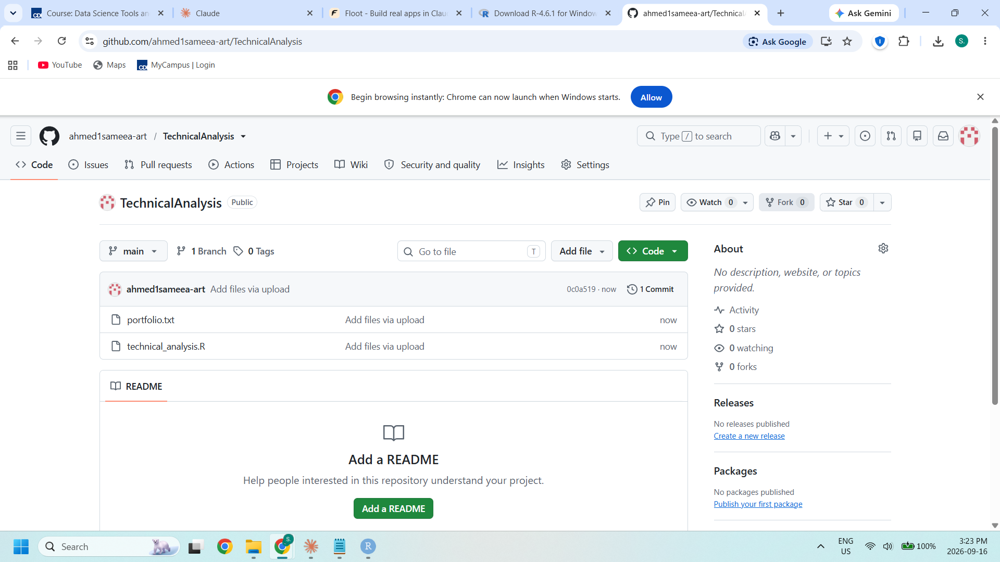 Course: Data Science Tools an
Claude
Floot - Build real apps in Clau
Download R-4.6.1 for Window
ahmed1sameea-art/Technical
Ask Gemini
github.com/ahmed1sameea-art/TechnicalAnalysis
Ask Google
S.
YouTube
Maps
MyCampus | Login
Begin browsing instantly: Chrome can now launch when Windows starts.
Allow
ahmed1sameea-art / TechnicalAnalysis
Type / to search
Code
Issues
Pull requests
Actions
Projects
Wiki
Security and quality
Insights
Settings
TechnicalAnalysis Public
Pin
Watch 0
Fork 0
Star 0
main
1 Branch
0 Tags
Go to file T
Add file
Code
ahmed1sameea-art Add files via upload 0c0a519 · now 1 Commit
portfolio.txt Add files via upload now
technical_analysis.R Add files via upload now
README
Add a README
Help people interested in this repository understand your project.
Add a README
About
No description, website, or topics
provided.
Activity
0 stars
0 watching
0 forks
Releases
No releases published
Create a new release
Packages
No packages published
Publish your first package
Search
S.
R
ENG
US
100%
3:23 PM
2026-09-16